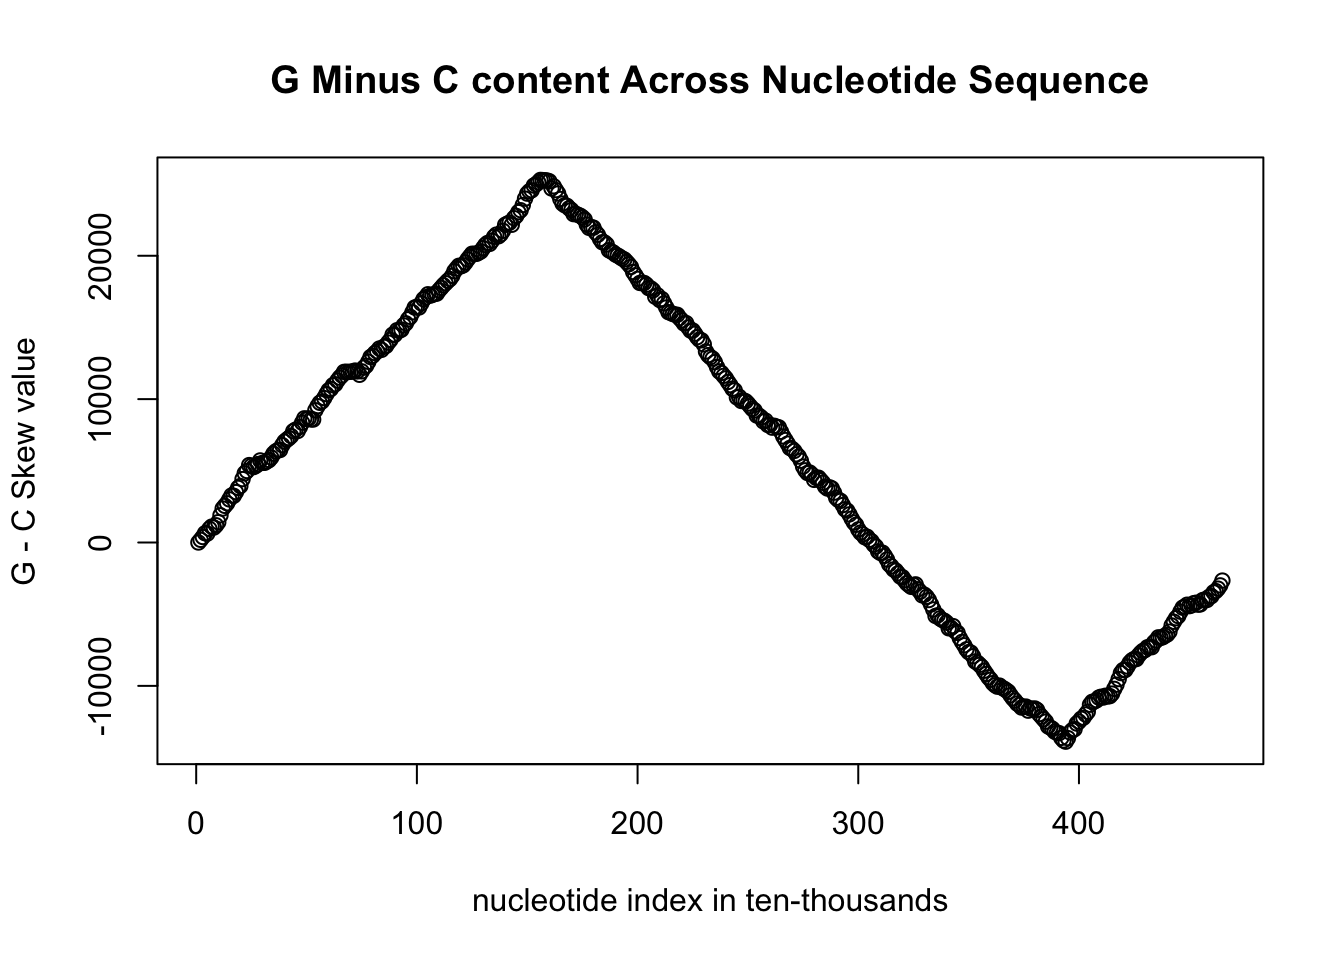 G Minus C content Across Nucleotide Sequence
G - C Skew value
20000
10000
0
-10000
0 100 200 300 400
nucleotide index in ten-thousands